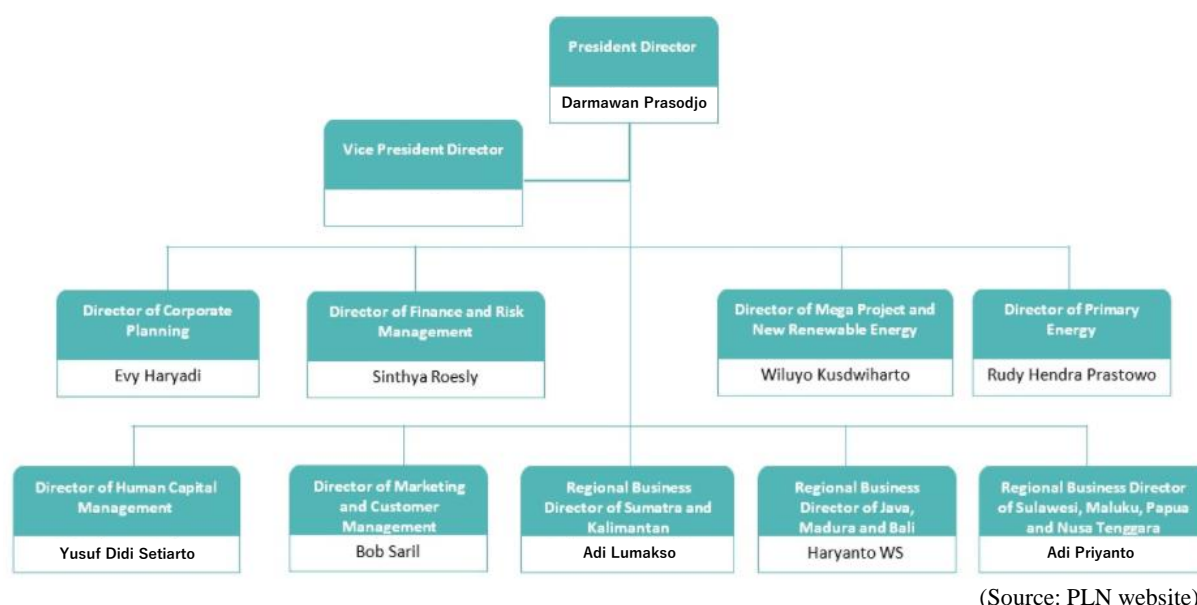 President Director
Darmawan Prasodjo
Vice President Director
Director of Corporate
Planning
Evy Haryadi
Director of Finance and Risk
Management
Sinthya Roesly
Director of Mega Project and
New Renewable Energy
Wiluyo Kusdwiharto
Director of Primary
Energy
Rudy Hendra Prastowo
Director of Human Capital
Management
Yusuf Didi Setiarto
Director of Marketing
and Customer
Management
Bob Saril
Regional Business
Director of Sumatra and
Kalimantan
Adi Lumakso
Regional Business
Director of Java,
Madura and Bali
Haryanto WS
Regional Business Director
of Sulawesi, Maluku, Papua
and Nusa Tenggara
Adi Priyanto
(Source: PLN website)